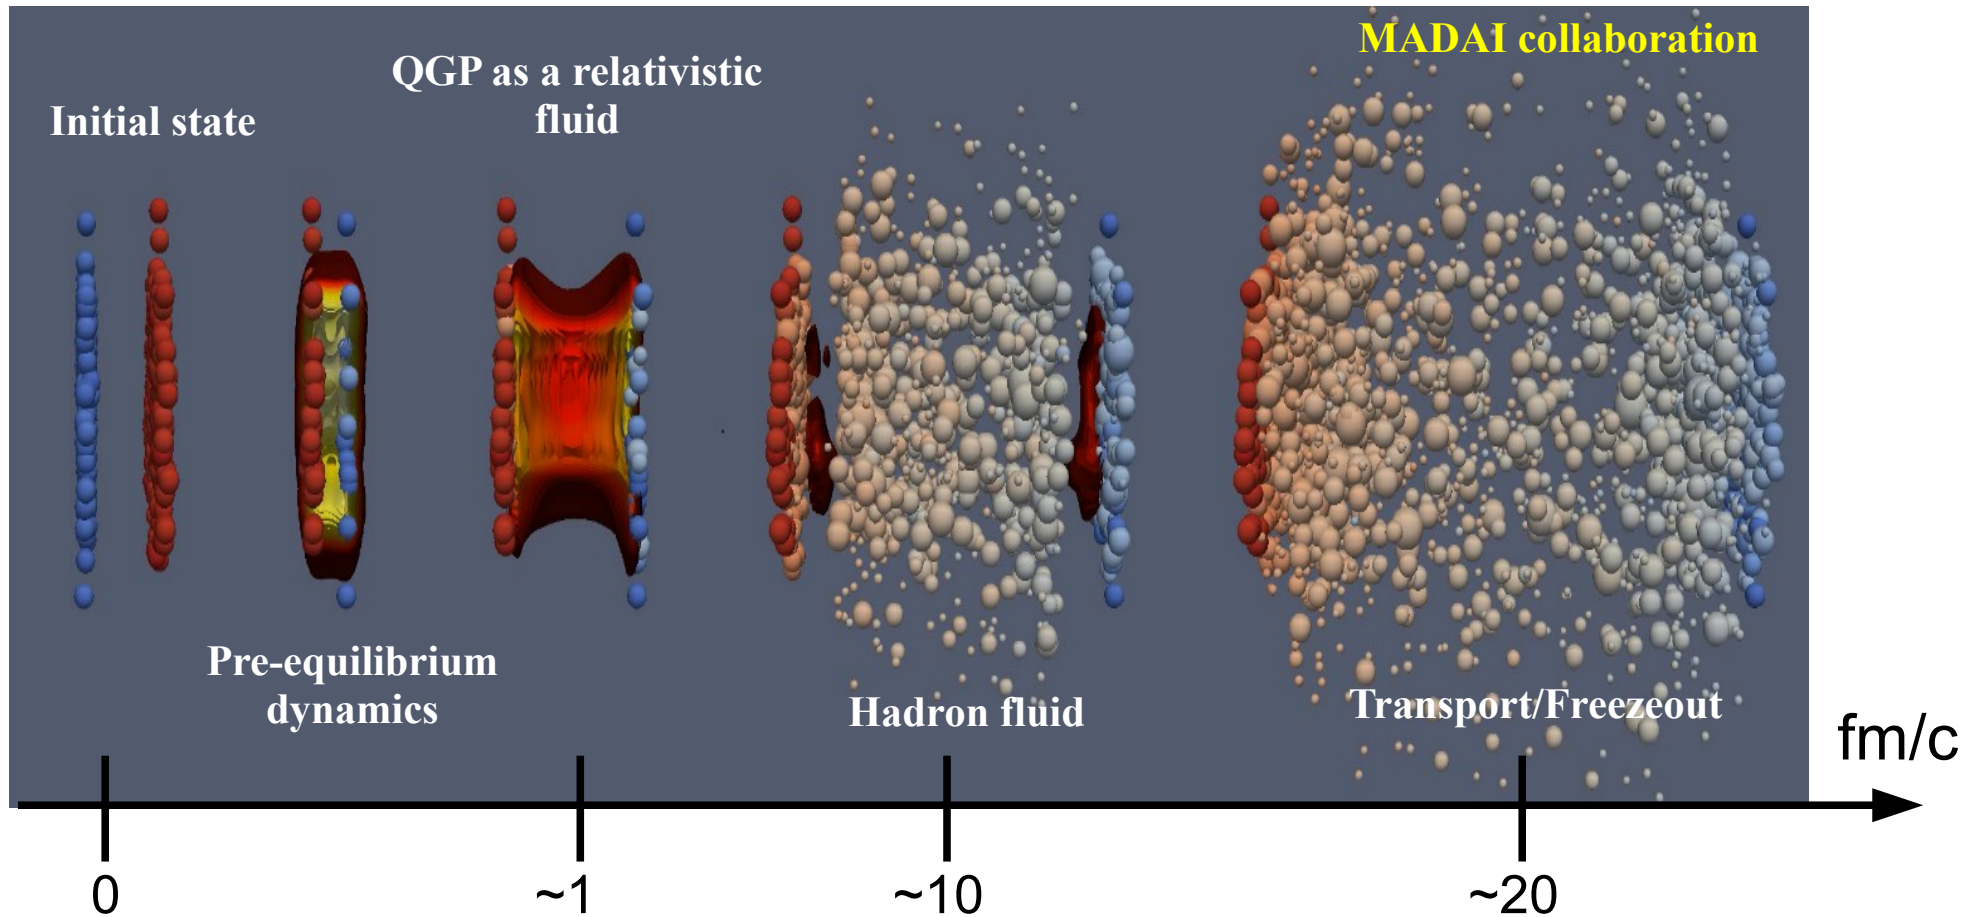 MADAI collaboration
QGP as a relativistic
fluid
Initial state
Pre-equilibrium
dynamics
Hadron fluid
Transport/Freezeout
fm/c
0
~1
~10
~20